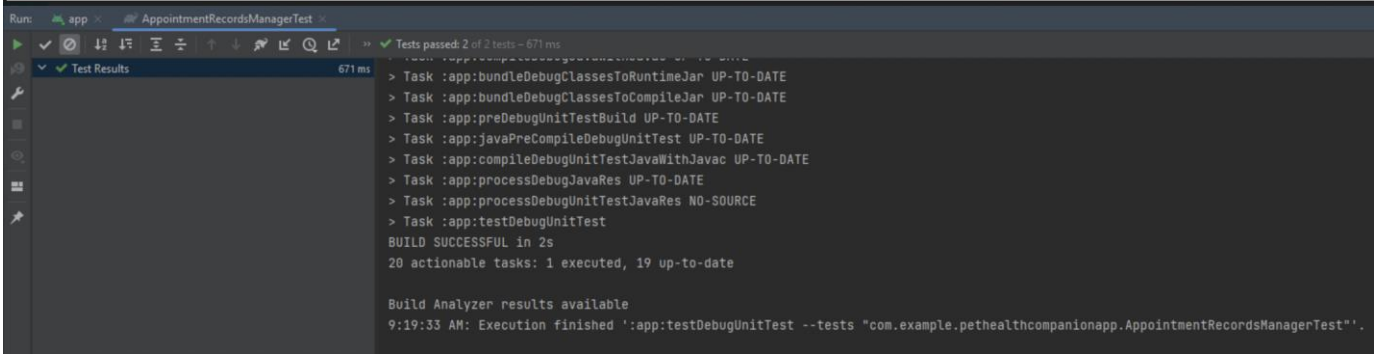 Run: app AppointmentRecordsManagerTest
Tests passed: 2 of 2 tests – 671 ms
Test Results 671 ms
> Task :app:bundleDebugClassesToRuntimeJar UP-TO-DATE
> Task :app:bundleDebugClassesToCompileJar UP-TO-DATE
> Task :app:preDebugUnitTestBuild UP-TO-DATE
> Task :app:javaPreCompileDebugUnitTest UP-TO-DATE
> Task :app:compileDebugUnitTestJavaWithJavac UP-TO-DATE
> Task :app:processDebugJavaRes UP-TO-DATE
> Task :app:processDebugUnitTestJavaRes NO-SOURCE
> Task :app:testDebugUnitTest
BUILD SUCCESSFUL in 2s
20 actionable tasks: 1 executed, 19 up-to-date
Build Analyzer results available
9:19:33 AM: Execution finished ':app:testDebugUnitTest --tests "com.example.pethealthcompanionapp.AppointmentRecordsManagerTest"'.